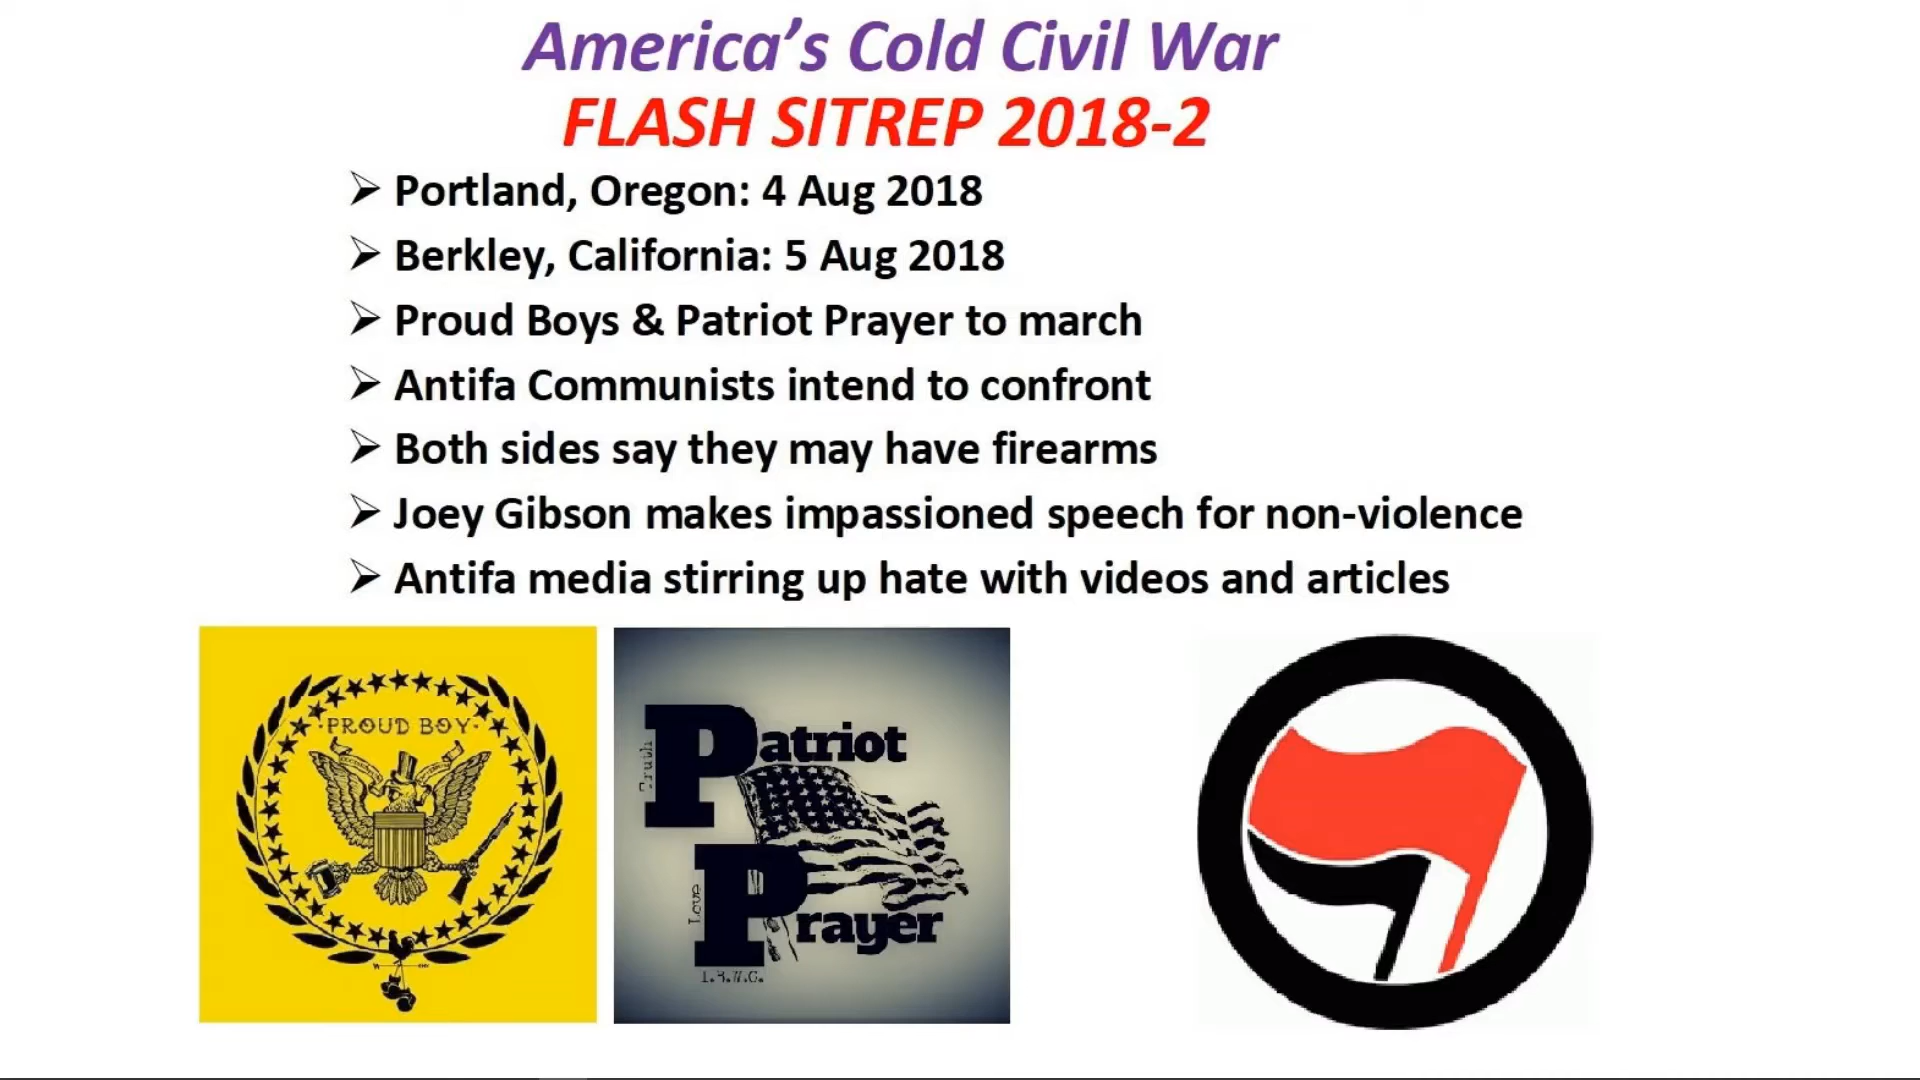 America's Cold Civil War
FLASH SITREP 2018-2
➢ Portland, Oregon: 4 Aug 2018
➢ Berkley, California: 5 Aug 2018
➢ Proud Boys & Patriot Prayer to march
➢ Antifa Communists intend to confront
➢ Both sides say they may have firearms
➢ Joey Gibson makes impassioned speech for non-violence
➢ Antifa media stirring up hate with videos and articles
·PROUD BOY·
Truth
Patriot
Love
Prayer